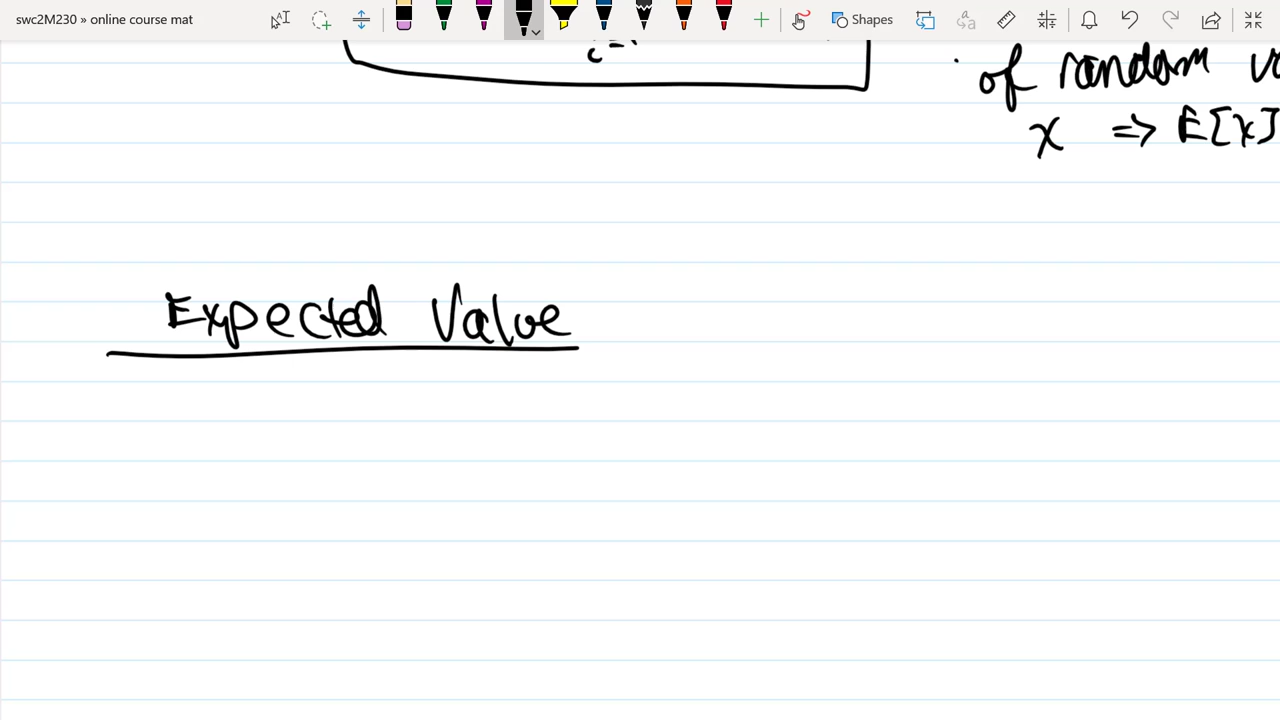 swc2M230 » online course mat
Shapes
of random
x => E[x]
Expected Value